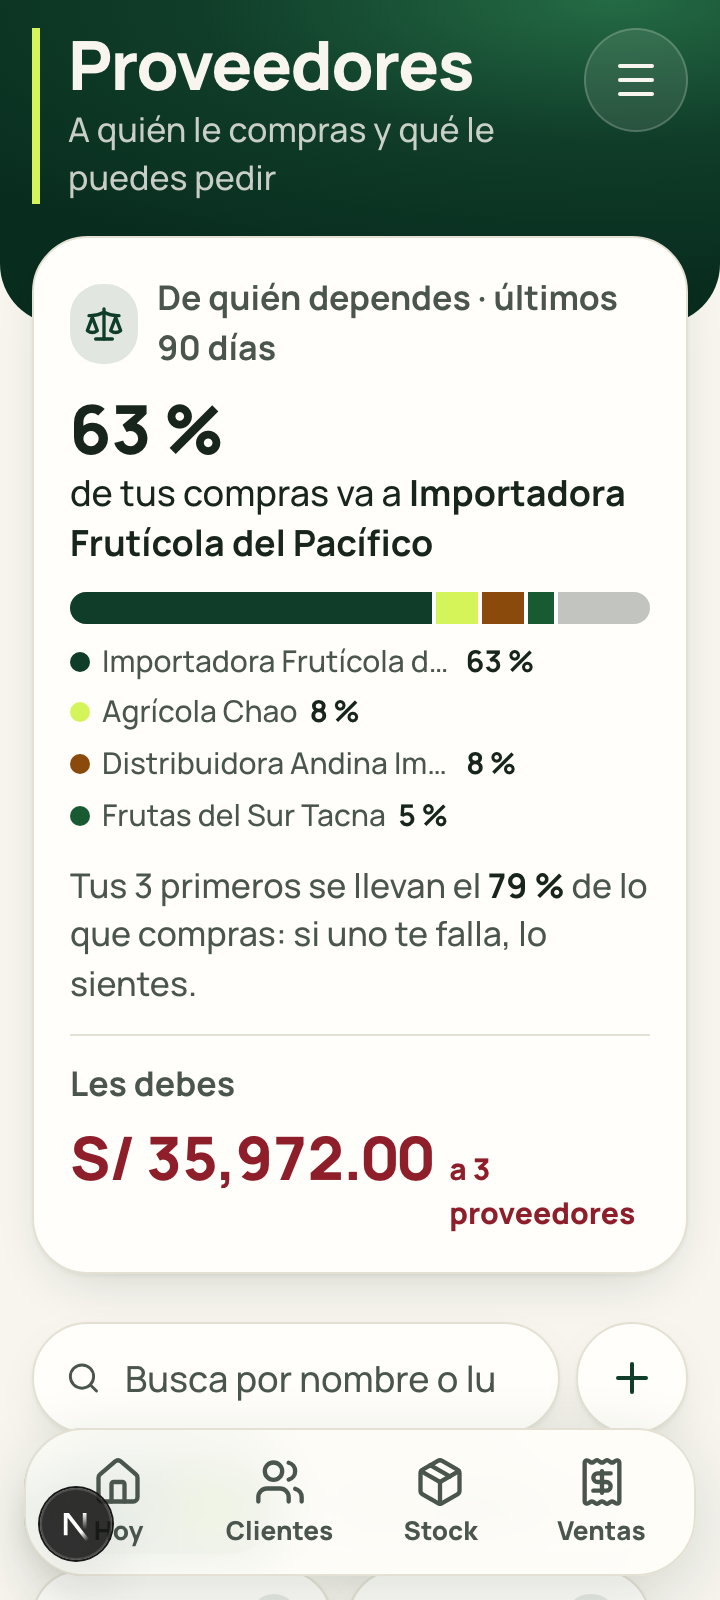 Proveedores
A quién le compras y qué le
puedes pedir
De quién dependes · últimos
90 días
63 %
de tus compras va a Importadora
Frutícola del Pacífico
Importadora Frutícola d... 63 %
Agrícola Chao 8 %
Distribuidora Andina Im... 8 %
Frutas del Sur Tacna 5 %
Tus 3 primeros se llevan el 79 % de lo
que compras: si uno te falla, lo
sientes.
Les debes
S/ 35,972.00 a 3
proveedores
Busca por nombre o lu
Hoy Clientes Stock Ventas
N